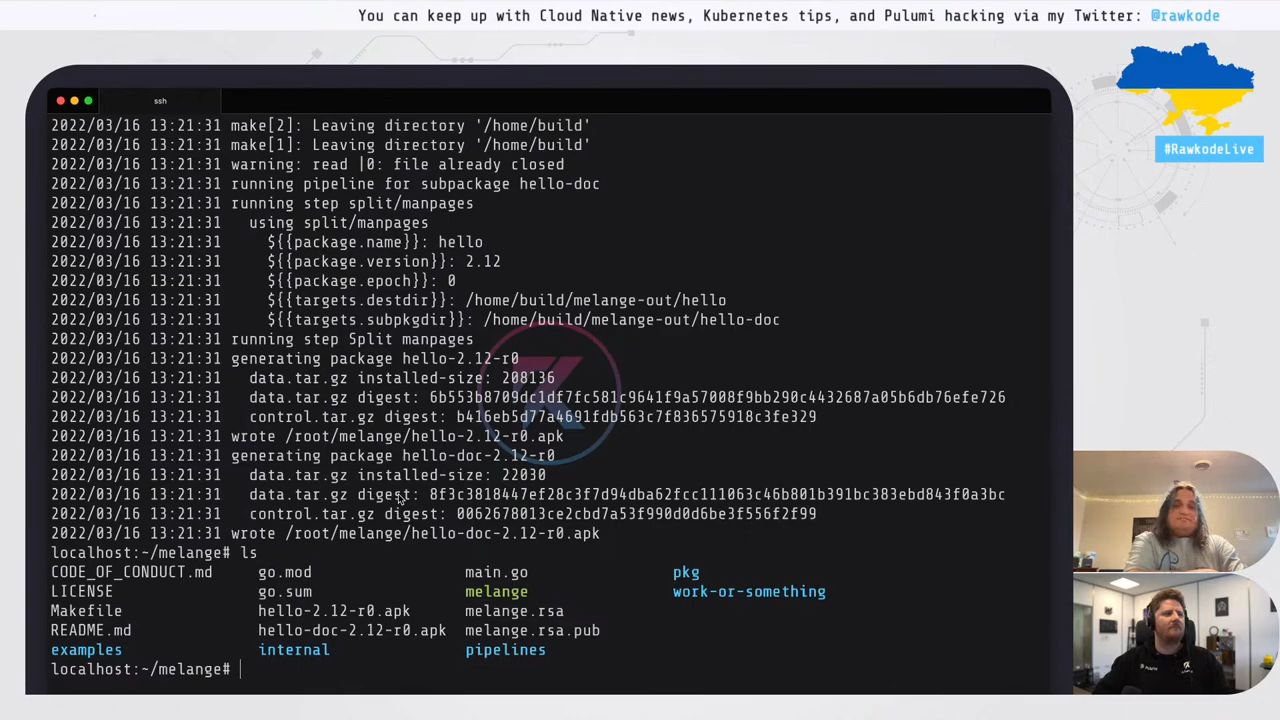 You can keep up with Cloud Native news, Kubernetes tips, and Pulumi hacking via my Twitter: @rawkode
#RawkodeLive
ssh
2022/03/16 13:21:31 make[2]: Leaving directory '/home/build'
2022/03/16 13:21:31 make[1]: Leaving directory '/home/build'
2022/03/16 13:21:31 warning: read |0: file already closed
2022/03/16 13:21:31 running pipeline for subpackage hello-doc
2022/03/16 13:21:31 running step split/manpages
2022/03/16 13:21:31   using split/manpages
2022/03/16 13:21:31     ${{package.name}}: hello
2022/03/16 13:21:31     ${{package.version}}: 2.12
2022/03/16 13:21:31     ${{package.epoch}}: 0
2022/03/16 13:21:31     ${{targets.destdir}}: /home/build/melange-out/hello
2022/03/16 13:21:31     ${{targets.subpkgdir}}: /home/build/melange-out/hello-doc
2022/03/16 13:21:31 running step Split manpages
2022/03/16 13:21:31 generating package hello-2.12-r0
2022/03/16 13:21:31   data.tar.gz installed-size: 208136
2022/03/16 13:21:31   data.tar.gz digest: 6b553b8709dc1df7fc581c9641f9a57008f9bb290c4432687a05b6db76efe726
2022/03/16 13:21:31   control.tar.gz digest: b416eb5d77a4691fdb563c7f836575918c3fe329
2022/03/16 13:21:31 wrote /root/melange/hello-2.12-r0.apk
2022/03/16 13:21:31 generating package hello-doc-2.12-r0
2022/03/16 13:21:31   data.tar.gz installed-size: 22030
2022/03/16 13:21:31   data.tar.gz digest: 8f3c3818447ef28c3f7d94dba62fcc111063c46b801b391bc383ebd843f0a3bc
2022/03/16 13:21:31   control.tar.gz digest: 0062678013ce2cbd7a53f990d0d6be3f556f2f99
2022/03/16 13:21:31 wrote /root/melange/hello-doc-2.12-r0.apk
localhost:~/melange# ls
CODE_OF_CONDUCT.md go.mod main.go pkg
LICENSE go.sum melange work-or-something
Makefile hello-2.12-r0.apk melange.rsa
README.md hello-doc-2.12-r0.apk melange.rsa.pub
examples internal pipelines
localhost:~/melange#